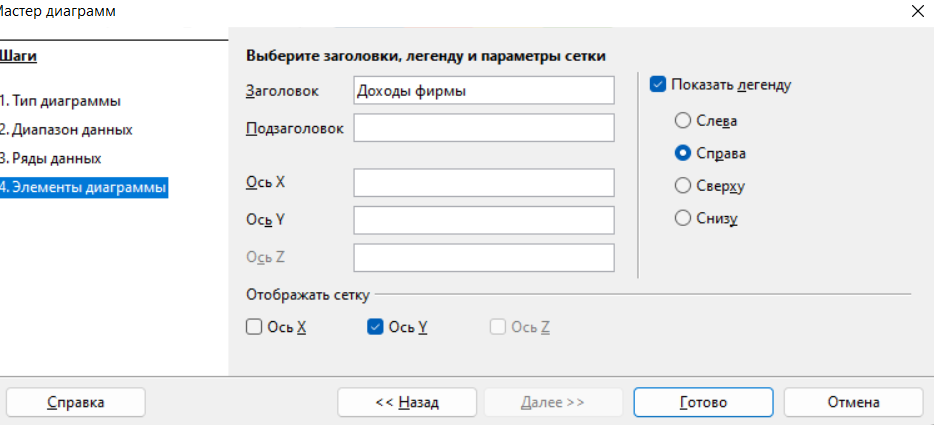 Мастер диаграмм
Шаги
1. Тип диаграммы
2. Диапазон данных
3. Ряды данных
4. Элементы диаграммы
Выберите заголовки, легенду и параметры сетки
Заголовок
Доходы фирмы
Подзаголовок
Ось X
Ось Y
Ось Z
Показать легенду
Слева
Справа
Сверху
Снизу
Отображать сетку
Ось X
Ось Y
Ось Z
Справка
<< Назад
Далее >>
Готово
Отмена